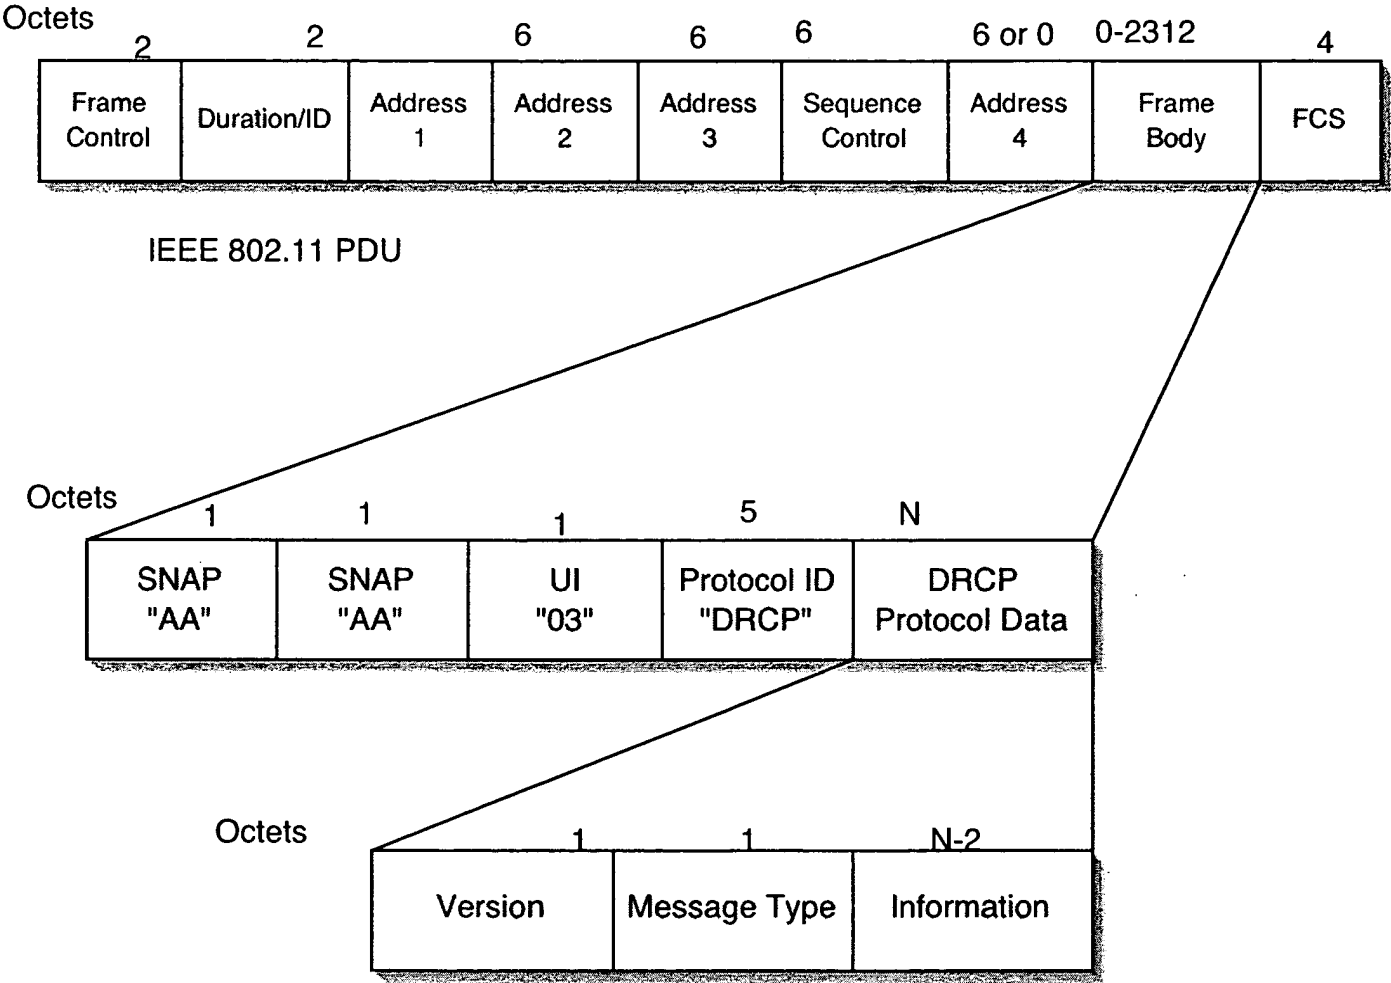 Octets
2 2 6 6 6 6 or 0 0-2312 4
Frame Control
Duration/ID
Address 1
Address 2
Address 3
Sequence Control
Address 4
Frame Body
FCS
IEEE 802.11 PDU
Octets
1 1 1 5 N
SNAP "AA"
SNAP "AA"
UI "03"
Protocol ID "DRCP"
DRCP Protocol Data
Octets
1 1 N-2
Version
Message Type
Information